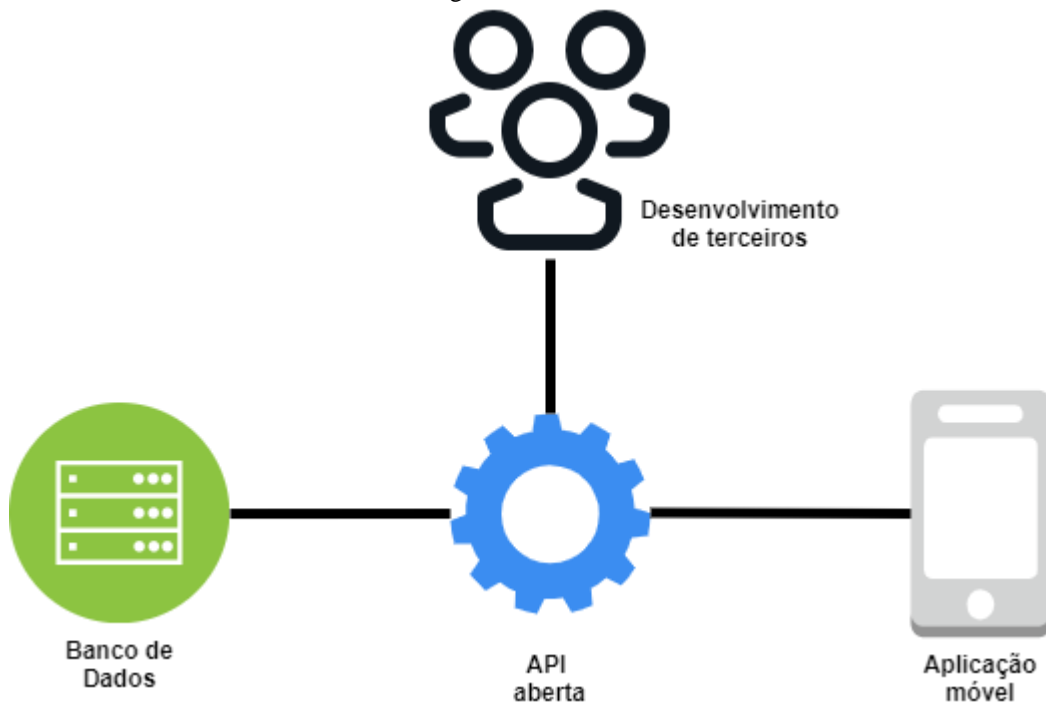 Desenvolvimento
de terceiros
Banco de
Dados
API
aberta
Aplicação
móvel